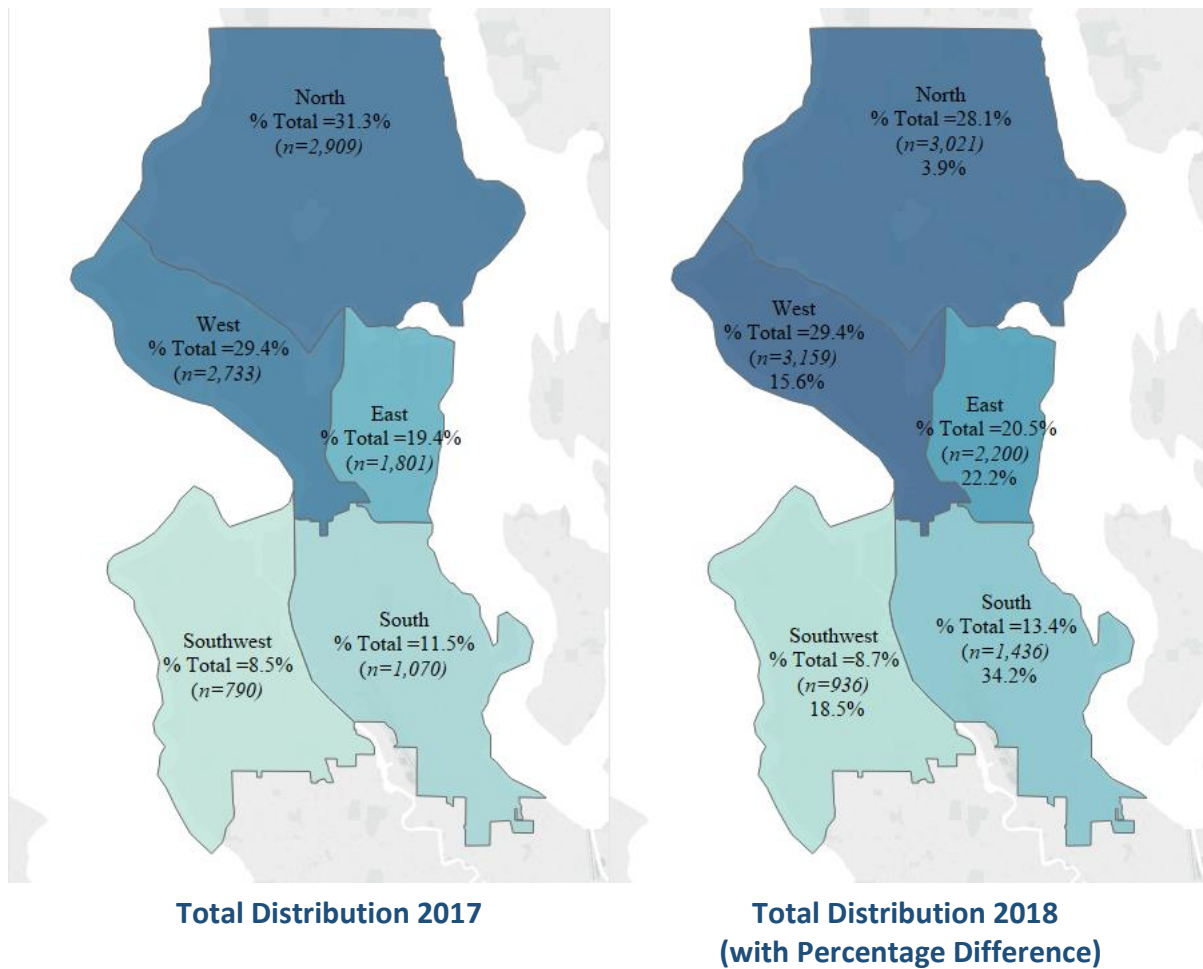 North
% Total =31.3%
(n=2,909)
West
% Total =29.4%
(n=2,733)
East
% Total =19.4%
(n=1,801)
Southwest
% Total =8.5%
(n=790)
South
% Total =11.5%
(n=1,070)
Total Distribution 2017
North
% Total =28.1%
(n=3,021)
3.9%
West
% Total =29.4%
(n=3,159)
15.6%
East
% Total =20.5%
(n=2,200)
22.2%
Southwest
% Total =8.7%
(n=936)
18.5%
South
% Total =13.4%
(n=1,436)
34.2%
Total Distribution 2018
(with Percentage Difference)